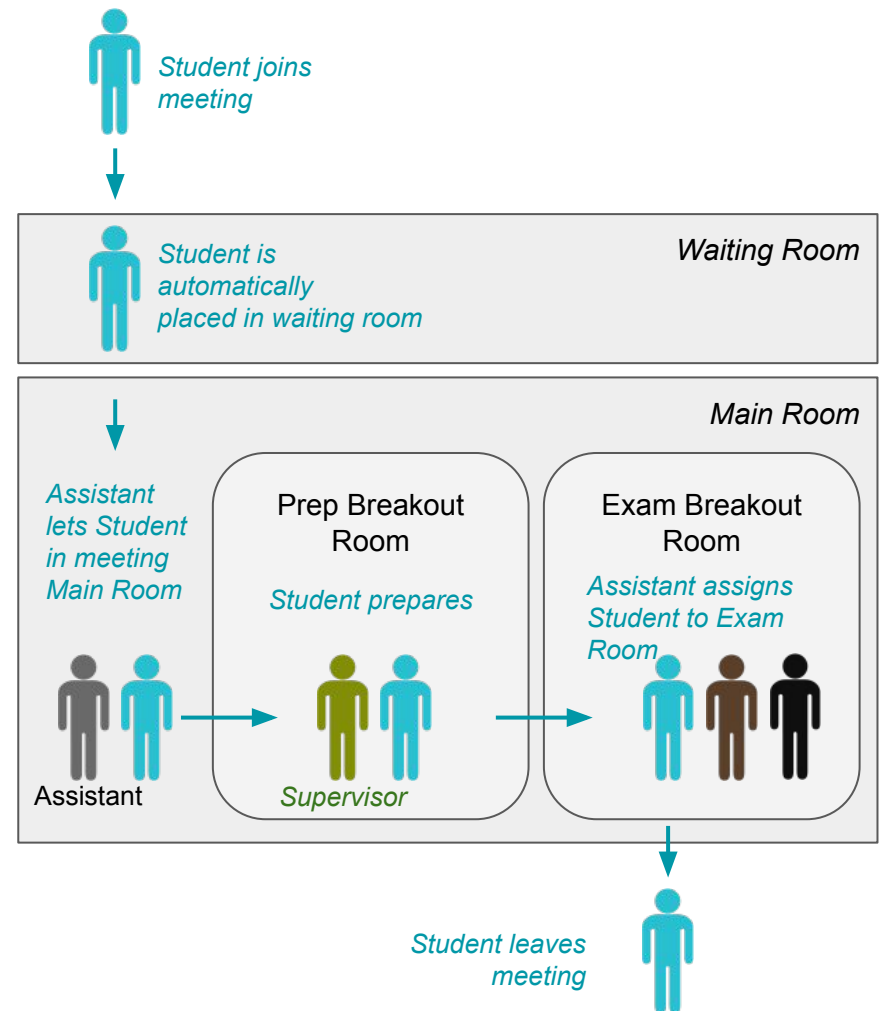 Student joins
meeting
Student is
automatically
placed in waiting room
Waiting Room
Main Room
Assistant
lets Student
in meeting
Main Room
Prep Breakout
Room
Student prepares
Exam Breakout
Room
Assistant assigns
Student to Exam
Room
Assistant
Supervisor
Student leaves
meeting